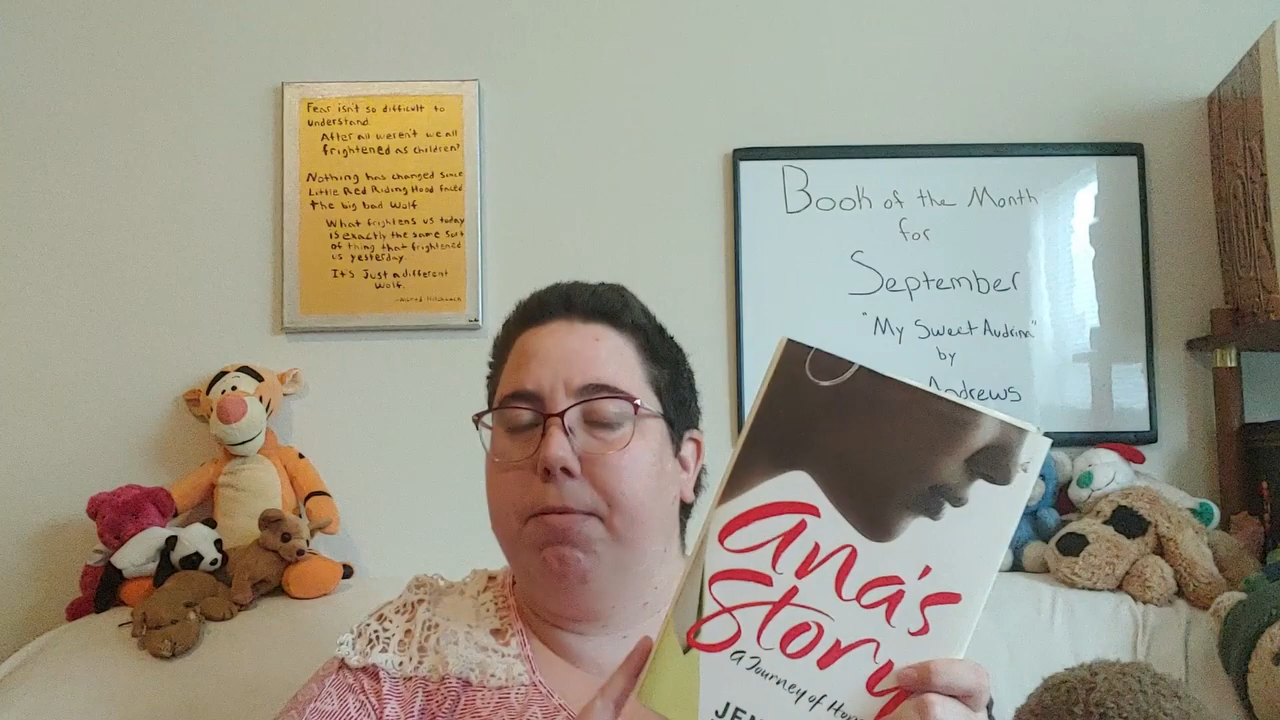 Fear isn't so difficult to
understand.
After all weren't we all
frightened as children?
Nothing has changed since
Little Red Riding Hood faced
the big bad Wolf.
What frightens us today
is exactly the same sort
of thing that frightened
us yesterday.
It's Just a different
Wolf.
Book of the Month
for
September
"My Sweet Audrina"
by
Andrews
ana's
Story
A Journey of